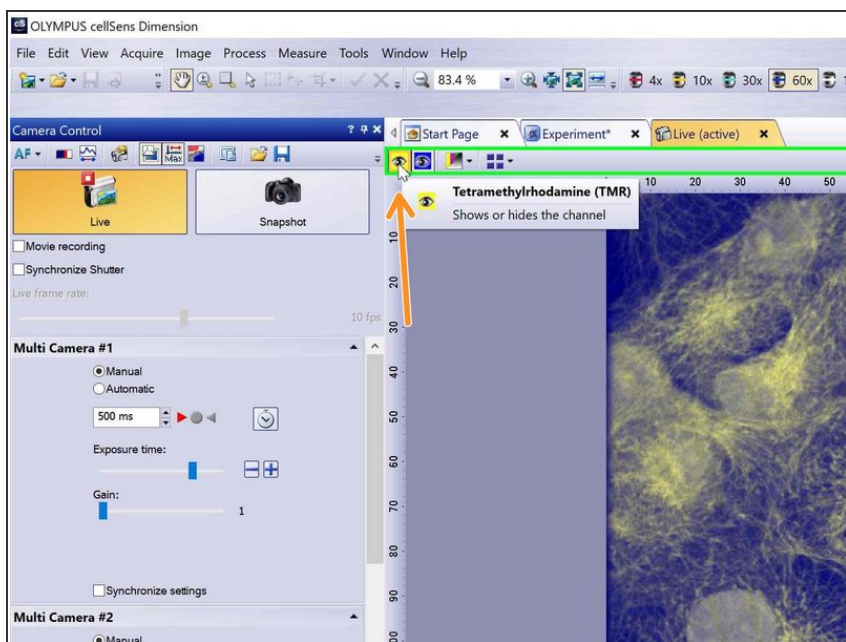 cS OLYMPUS cellSens Dimension
File Edit View Acquire Image Process Measure Tools Window Help
83.4 % 4x 10x 30x 60x 1
Camera Control ? Start Page Experiment* Live (active)
AF Max
Tetramethylrhodamine (TMR)
Shows or hides the channel
10 20 30 40 50
Live Snapshot
Movie recording
Synchronize Shutter
Live frame rate:
10 fps
Multi Camera #1
Manual
Automatic
500 ms
Exposure time:
Gain:
1
Synchronize settings
Multi Camera #2
Manual
10
20
30
40
50
60
70
80
90
100